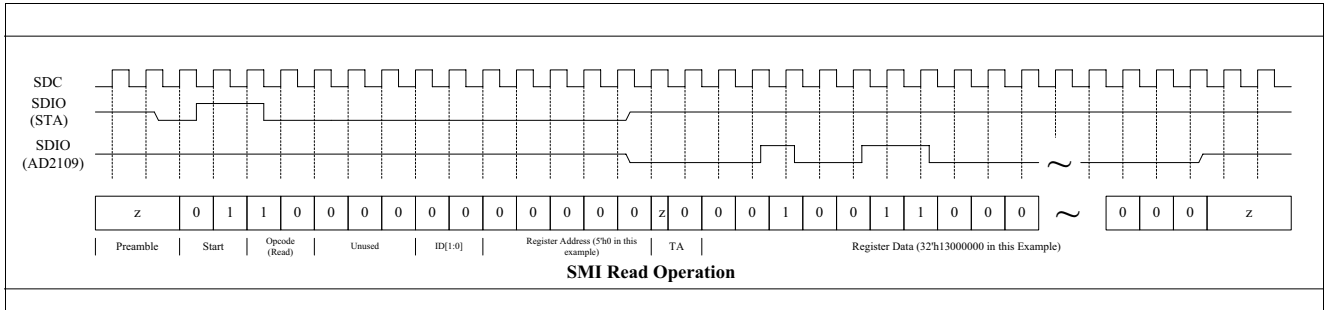 SDC
SDIO
(STA)
SDIO
(AD2109)
~
z 0 1 1 0 0 0 0 0 0 0 0 0 0 0 z 0 0 0 1 0 0 1 1 0 0 0 ~ 0 0 0 z
Preamble Start Opcode (Read) Unused ID[1:0] Register Address (5'h0 in this example) TA Register Data (32'h13000000 in this Example)
SMI Read Operation